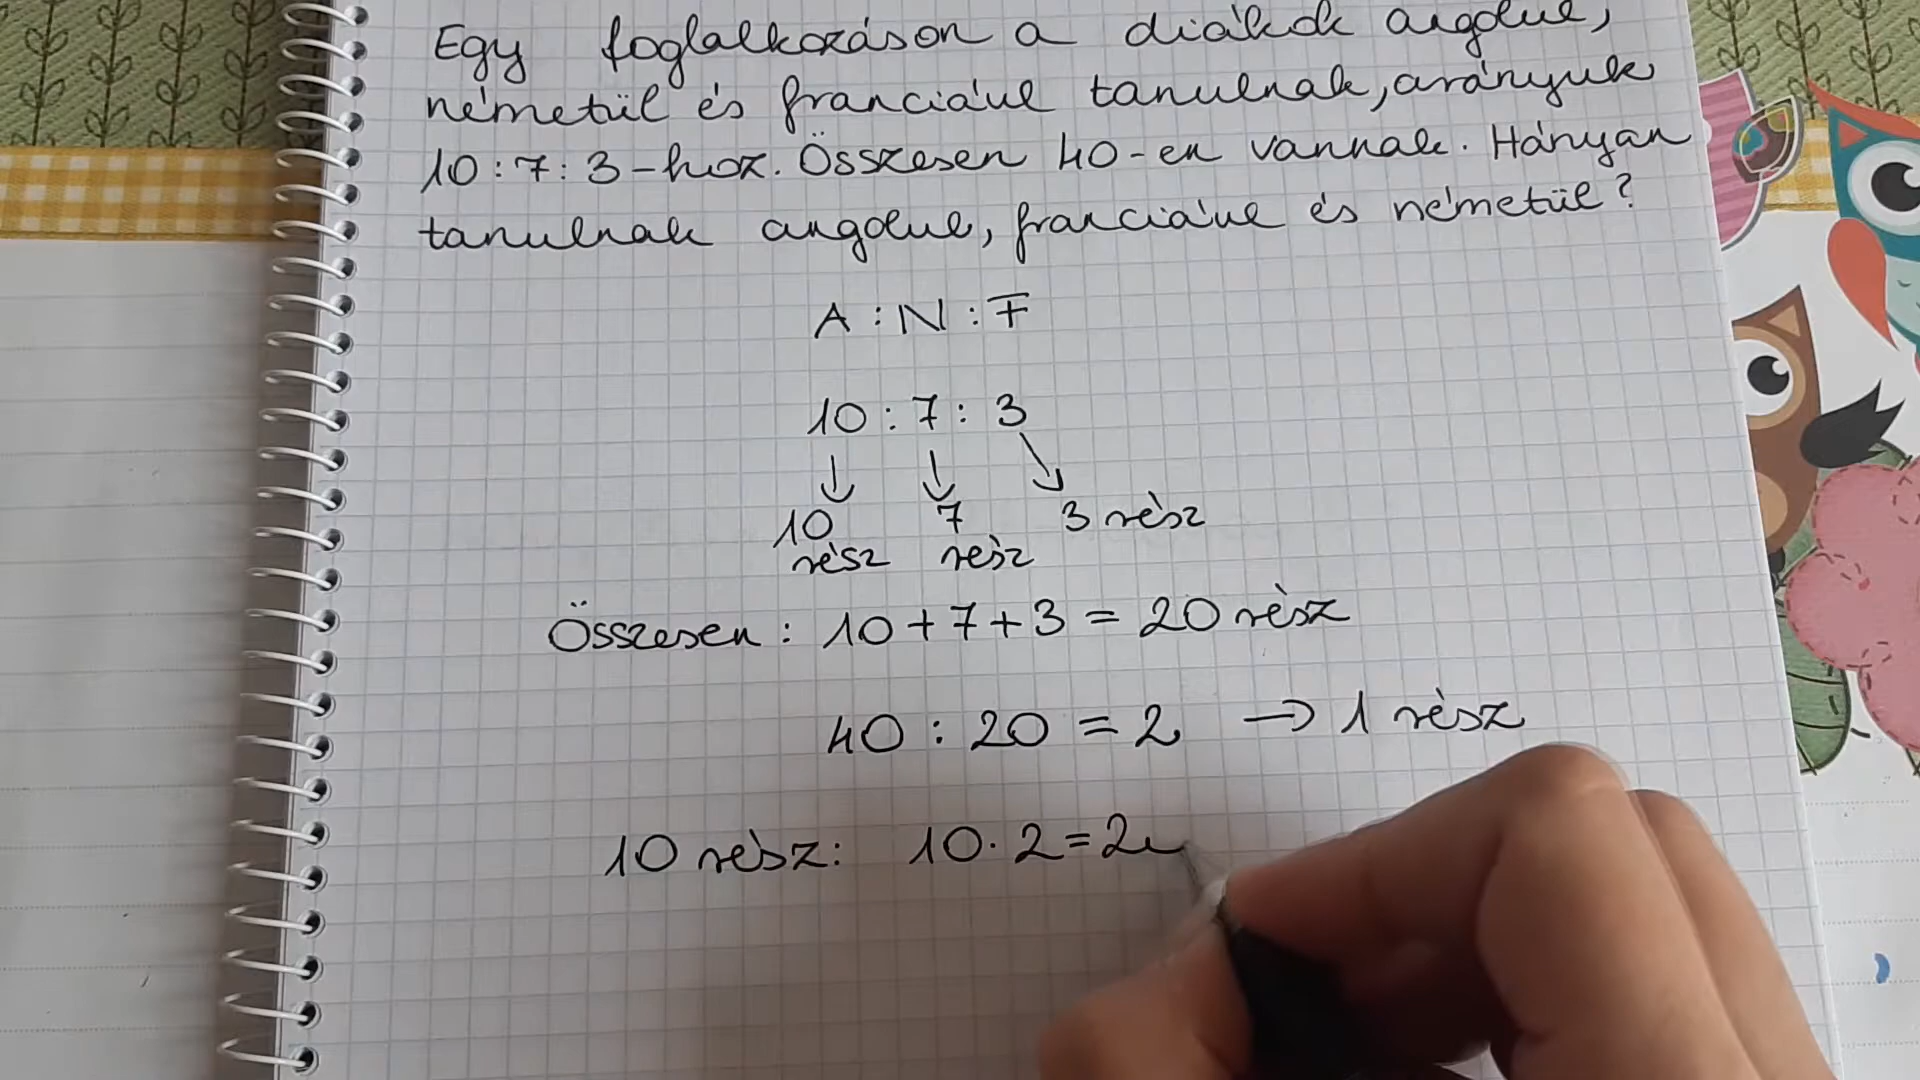 Egy foglalkozáson a diákok angolul,
németül és franciául tanulnak, arányuk
10 : 7 : 3-hoz. Összesen 40-en vannak. Hányan
tanulnak angolul, franciául és németül?
A : N : F
10 : 7 : 3
10 7 3 rész
rész rész
Összesen : 10 + 7 + 3 = 20 rész
40 : 20 = 2 → 1 rész
10 rész: 10 · 2 = 2